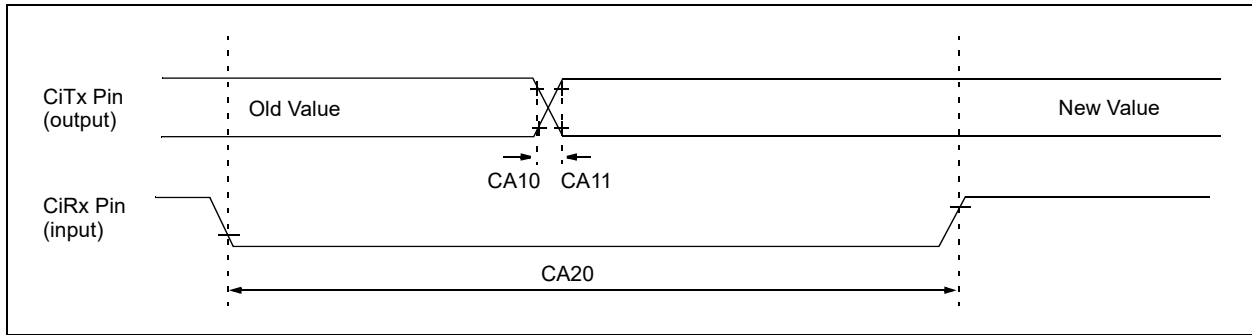 CiTx Pin
(output)
Old Value
New Value
CA10 CA11
CiRx Pin
(input)
CA20